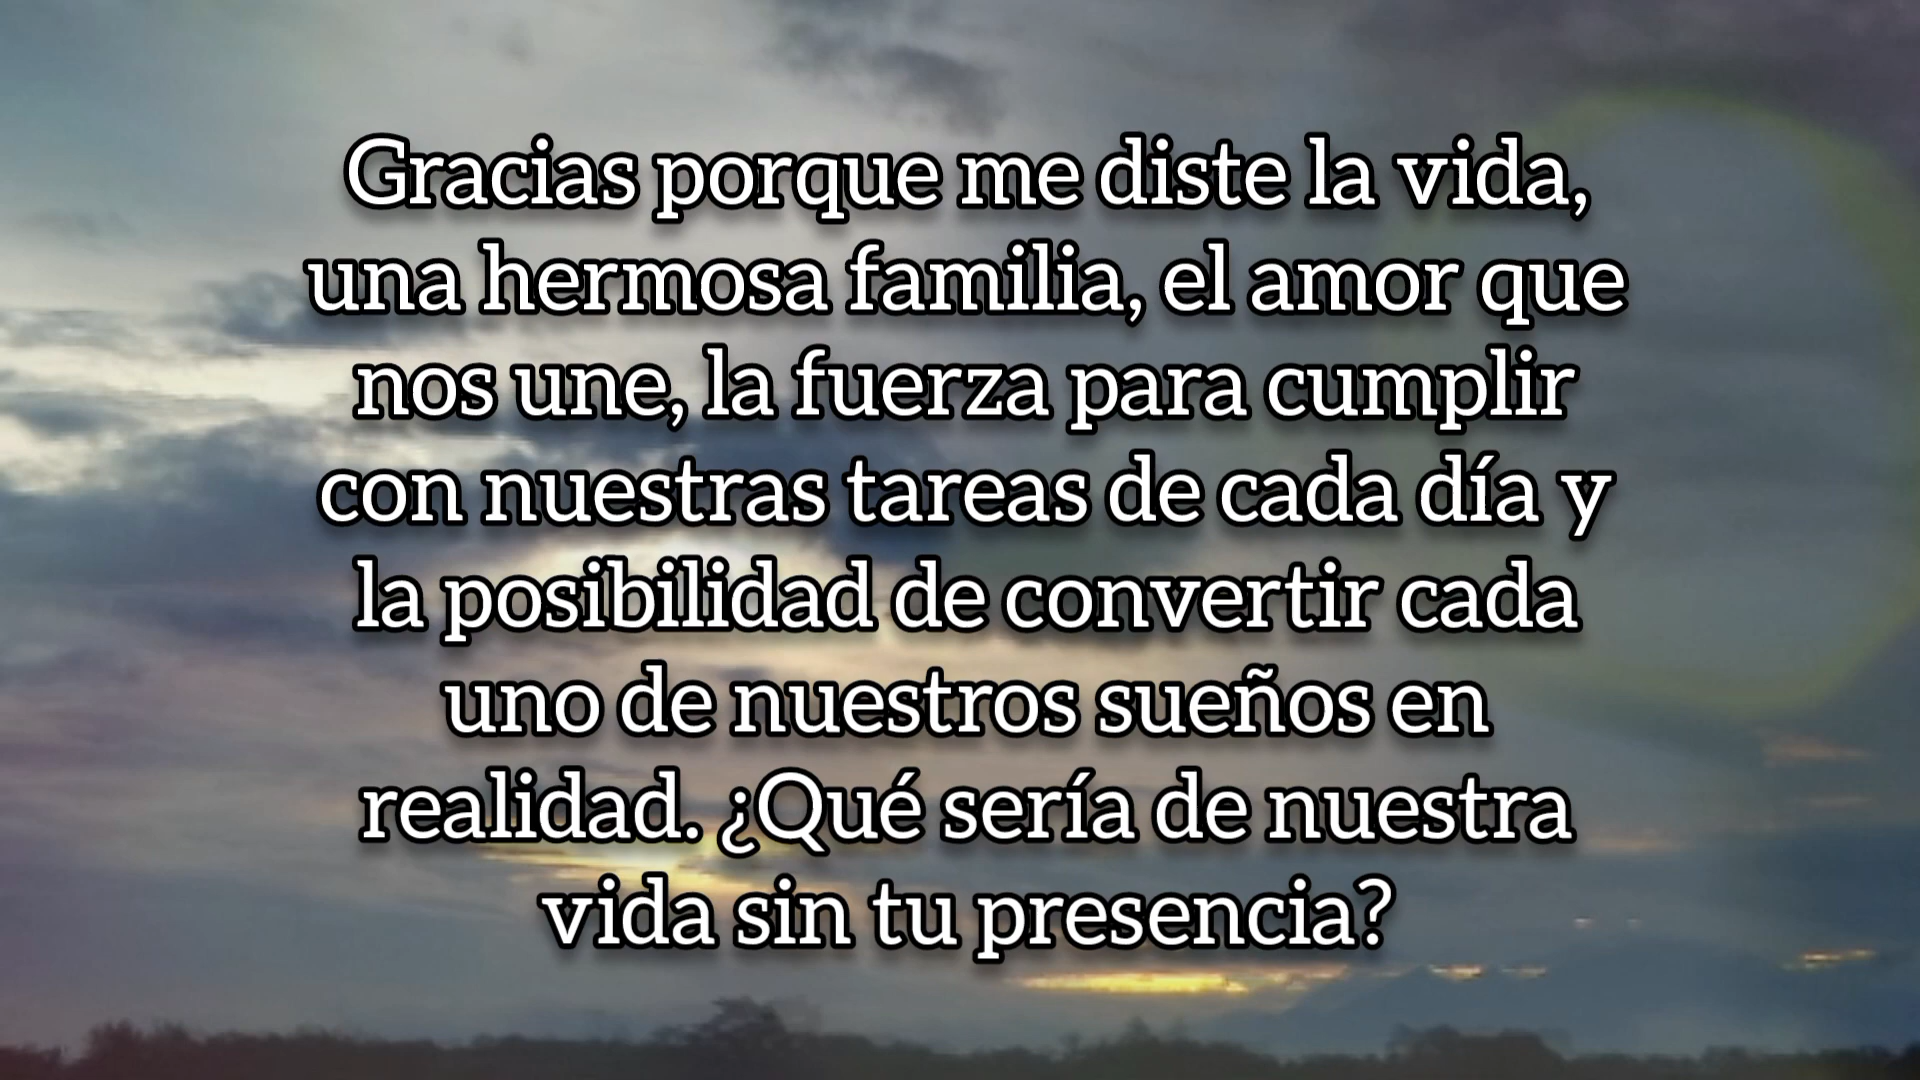 Gracias porque me diste la vida,
una hermosa familia, el amor que
nos une, la fuerza para cumplir
con nuestras tareas de cada día y
la posibilidad de convertir cada
uno de nuestros sueños en
realidad. ¿Qué sería de nuestra
vida sin tu presencia?